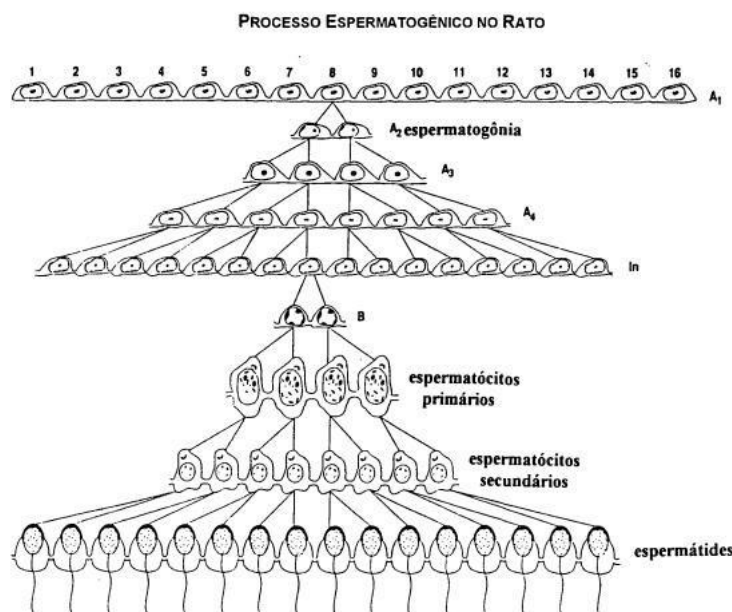 PROCESSO ESPERMATOGÊNICO NO RATO
1 2 3 4 5 6 7 8 9 10 11 12 13 14 15 16
A1
A2 espermatogônia
A3
A4
In
B
espermatócitos
primários
espermatócitos
secundários
espermátides